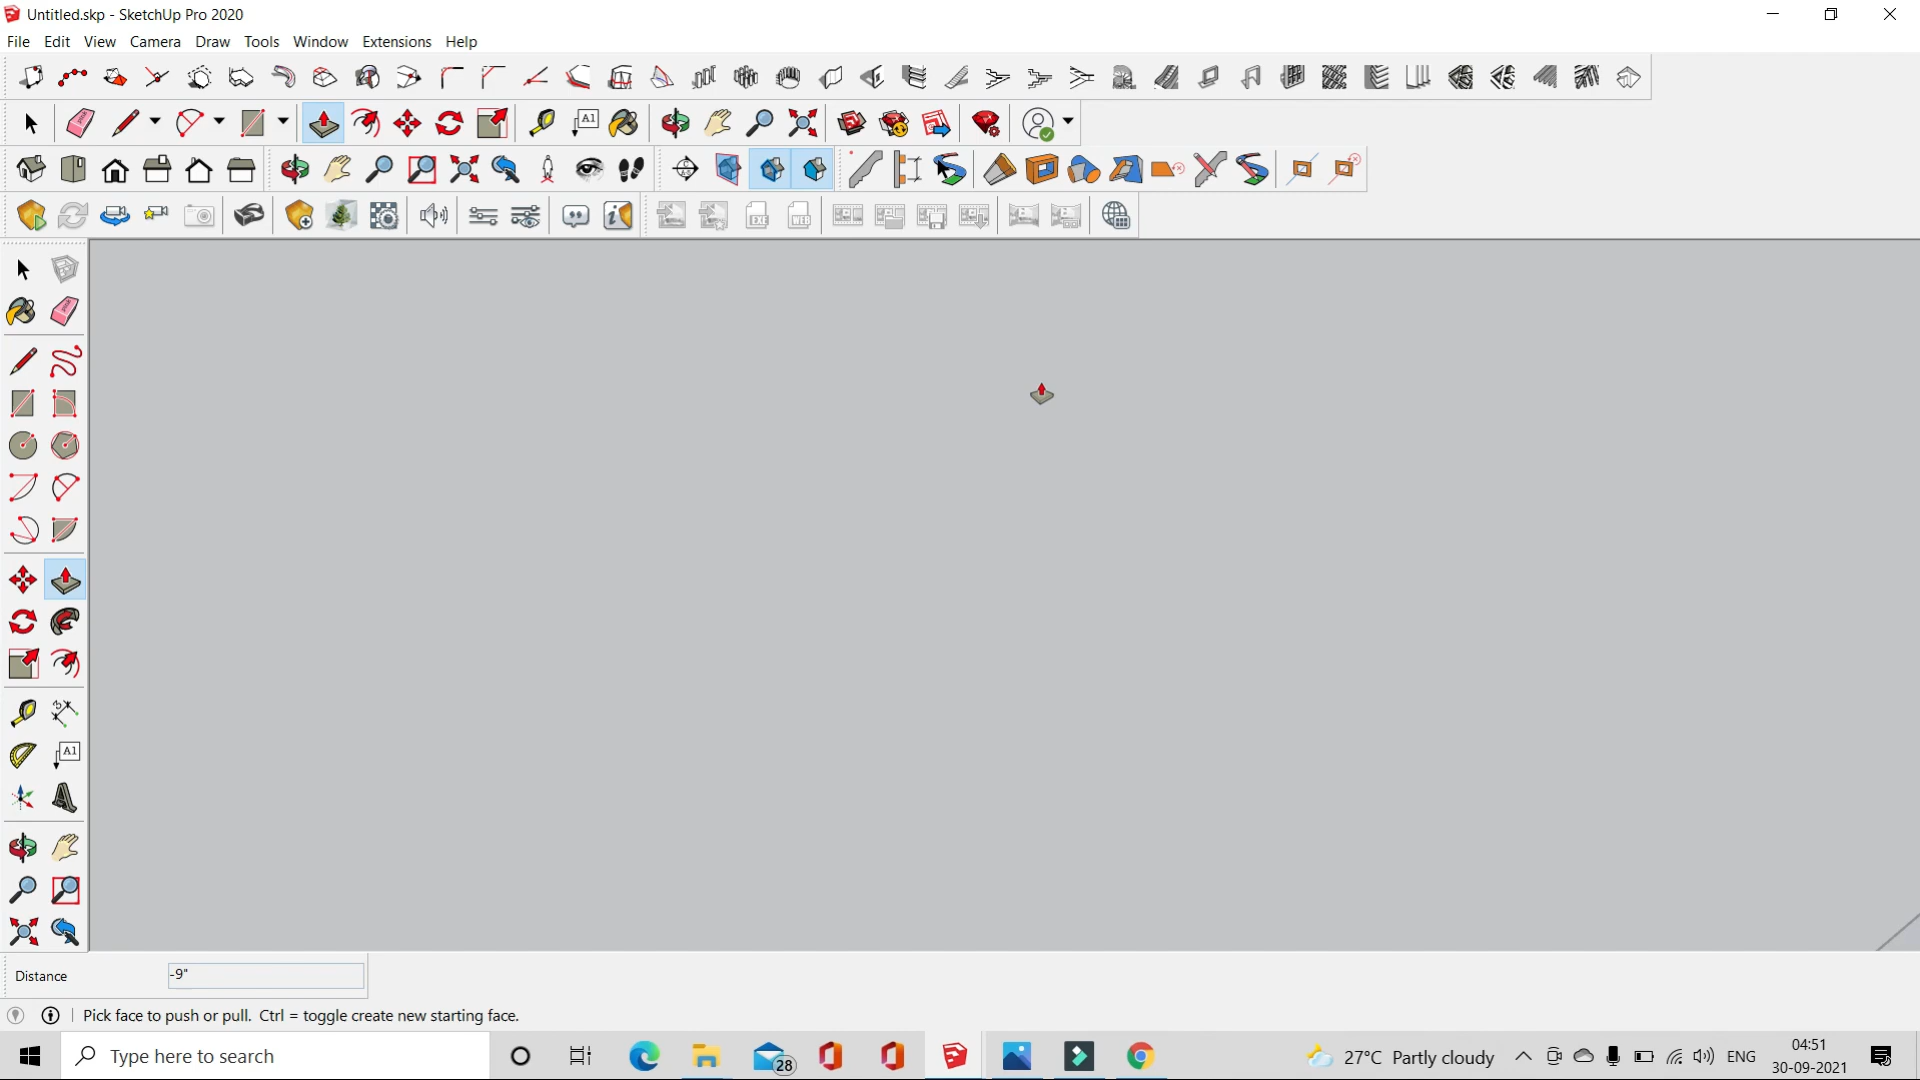 Untitled.skp - SketchUp Pro 2020
File Edit View Camera Draw Tools Window Extensions Help
A1
A1
Distance -9"
Pick face to push or pull. Ctrl = toggle create new starting face.
Type here to search
28
27°C Partly cloudy
ENG
04:51
30-09-2021